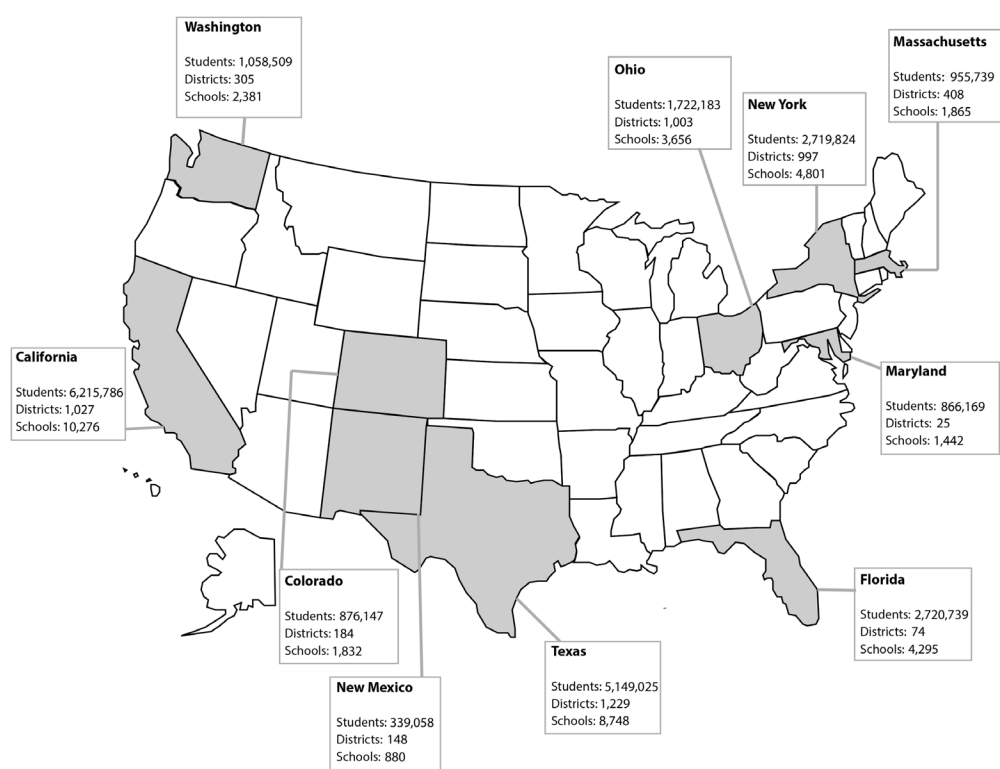 Washington
Students: 1,058,509
Districts: 305
Schools: 2,381
Massachusetts
Students: 955,739
Districts: 408
Schools: 1,865
Ohio
Students: 1,722,183
Districts: 1,003
Schools: 3,656
New York
Students: 2,719,824
Districts: 997
Schools: 4,801
California
Students: 6,215,786
Districts: 1,027
Schools: 10,276
Maryland
Students: 866,169
Districts: 25
Schools: 1,442
Colorado
Students: 876,147
Districts: 184
Schools: 1,832
Florida
Students: 2,720,739
Districts: 74
Schools: 4,295
Texas
Students: 5,149,025
Districts: 1,229
Schools: 8,748
New Mexico
Students: 339,058
Districts: 148
Schools: 880